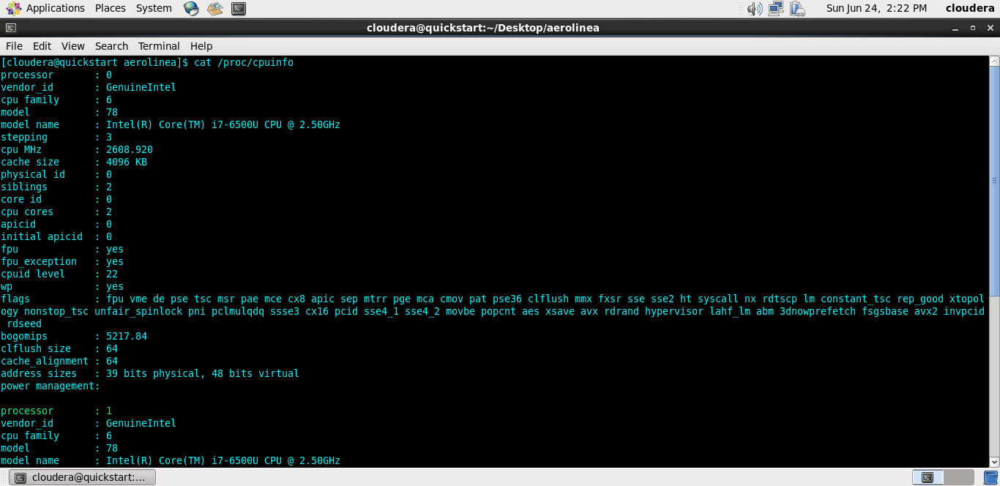 Applications Places System Sun Jun 24, 2:22 PM cloudera
cloudera@quickstart:~/Desktop/aerolinea
File Edit View Search Terminal Help
[cloudera@quickstart aerolinea]$ cat /proc/cpuinfo
processor : 0
vendor_id : GenuineIntel
cpu family : 6
model : 78
model name : Intel(R) Core(TM) i7-6500U CPU @ 2.50GHz
stepping : 3
cpu MHz : 2608.920
cache size : 4096 KB
physical id : 0
siblings : 2
core id : 0
cpu cores : 2
apicid : 0
initial apicid : 0
fpu : yes
fpu_exception : yes
cpuid level : 22
wp : yes
flags : fpu vme de pse tsc msr pae mce cx8 apic sep mtrr pge mca cmov pat pse36 clflush mmx fxsr sse sse2 ht syscall nx rdtscp lm constant_tsc rep_good xtopol
ogy nonstop_tsc unfair_spinlock pni pclmulqdq ssse3 cx16 pcid sse4_1 sse4_2 movbe popcnt aes xsave avx rdrand hypervisor lahf_lm abm 3dnowprefetch fsgsbase avx2 invpcid
rdseed
bogomips : 5217.84
clflush size : 64
cache_alignment : 64
address sizes : 39 bits physical, 48 bits virtual
power management:
processor : 1
vendor_id : GenuineIntel
cpu family : 6
model : 78
model name : Intel(R) Core(TM) i7-6500U CPU @ 2.50GHz
cloudera@quickstart:...